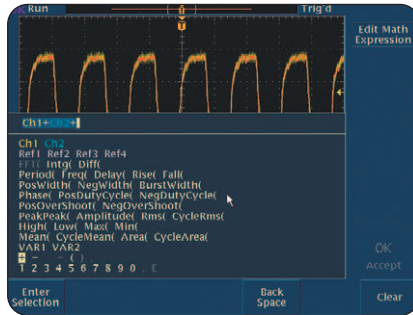 Run
Trig'd
T
Edit Math
Expression
Ch1+Ch2+
Ch1 Ch2
Ref1 Ref2 Ref3 Ref4
FFT( Intg( Diff(
Period( Freq( Delay( Rise( Fall(
PosWidth( NegWidth( BurstWidth(
Phase( PosDutyCycle( NegDutyCycle(
PosOverShoot( NegOverShoot(
PeakPeak( Amplitude( Rms( CycleRms(
High( Low( Max( Min(
Mean( CycleMean( Area( CycleArea(
VAR1 VAR2
+ – - ( ) ,
1 2 3 4 5 6 7 8 9 0 . E
OK
Accept
Enter
Selection
Back
Space
Clear